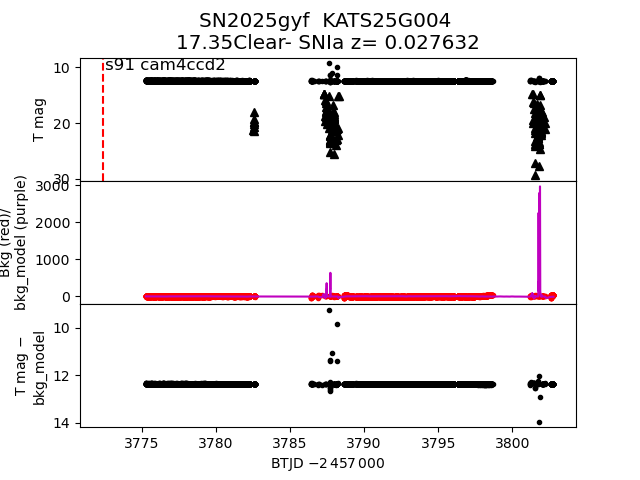 SN2025gyf  KATS25G004
17.35Clear- SNIa z= 0.027632
s91 cam4ccd2
10
20
30
T mag
3000
2000
1000
0
Bkg (red)/
bkg_model (purple)
10
12
14
T mag −
bkg_model
3775
3780
3785
3790
3795
3800
BTJD −2 457 000